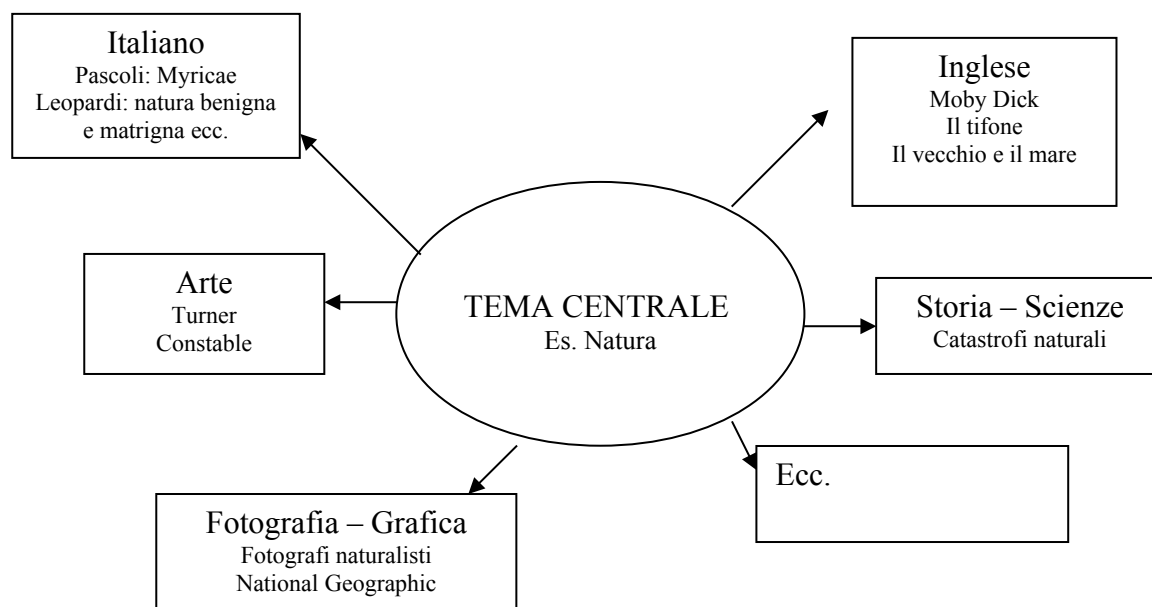 Italiano
Pascoli: Myricae
Leopardi: natura benigna
e matrigna ecc.
Inglese
Moby Dick
Il tifone
Il vecchio e il mare
Arte
Turner
Constable
TEMA CENTRALE
Es. Natura
Storia – Scienze
Catastrofi naturali
Fotografia – Grafica
Fotografi naturalisti
National Geographic
Ecc.